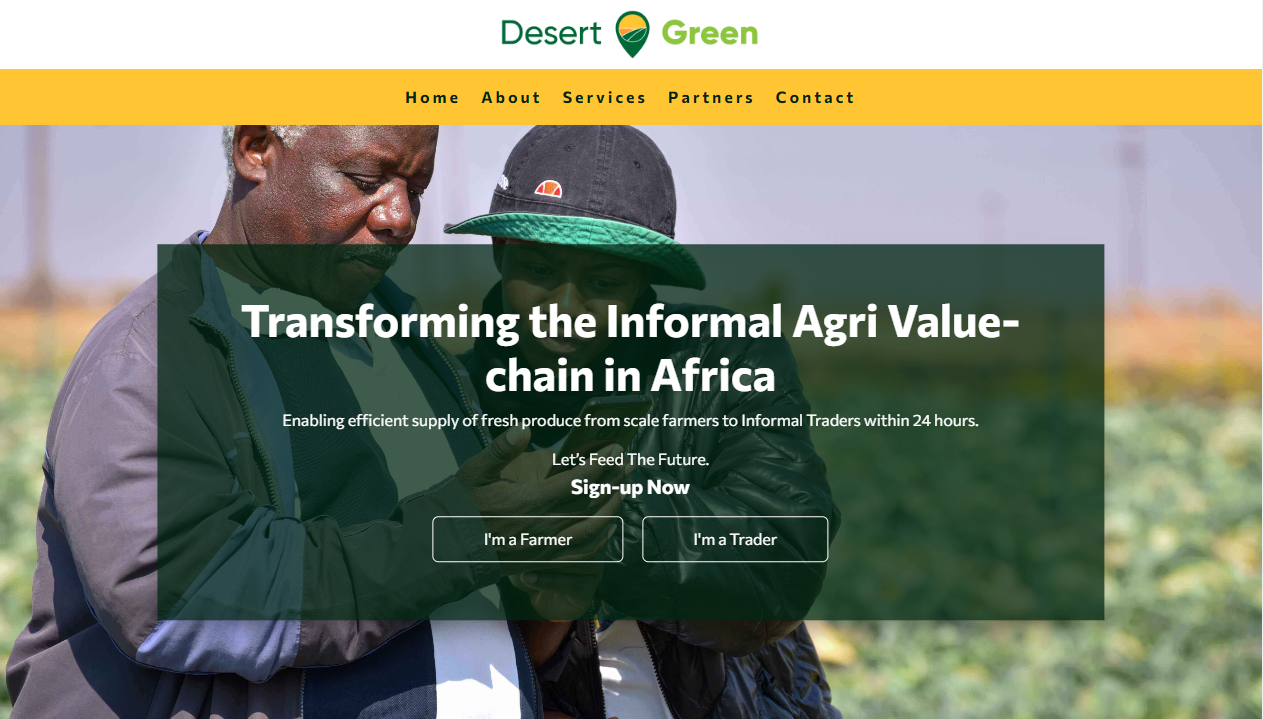 Desert Green
Home About Services Partners Contact
Transforming the Informal Agri Value-
chain in Africa
Enabling efficient supply of fresh produce from scale farmers to Informal Traders within 24 hours.
Let’s Feed The Future.
Sign-up Now
I'm a Farmer I'm a Trader